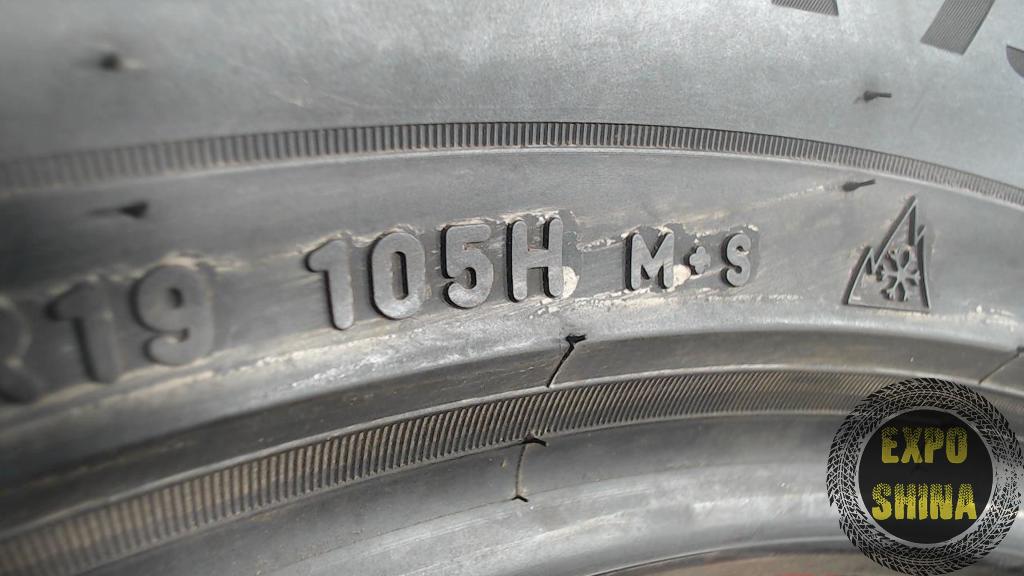 R19 105H M+S
EXPO
SHINA